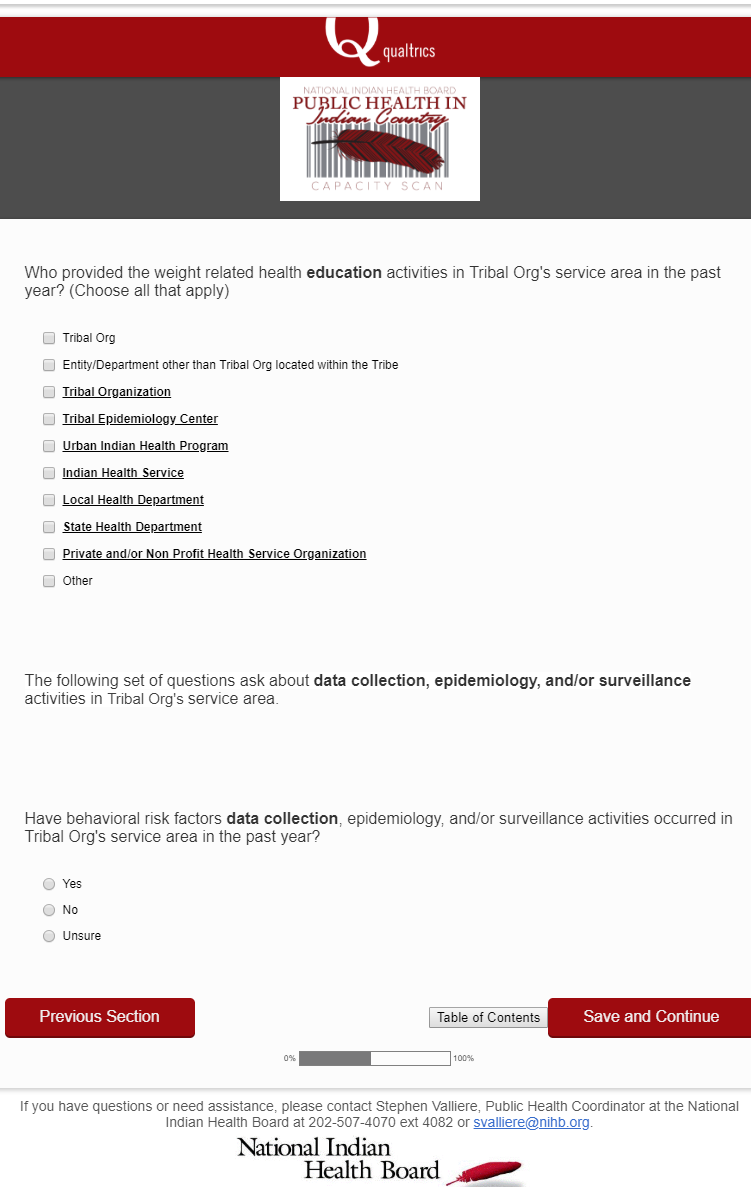 qualtrics
NATIONAL INDIAN HEALTH BOARD
PUBLIC HEALTH IN
Indian Country
CAPACITY SCAN
Who provided the weight related health education activities in Tribal Org's service area in the past
year? (Choose all that apply)
Tribal Org
Entity/Department other than Tribal Org located within the Tribe
Tribal Organization
Tribal Epidemiology Center
Urban Indian Health Program
Indian Health Service
Local Health Department
State Health Department
Private and/or Non Profit Health Service Organization
Other
The following set of questions ask about data collection, epidemiology, and/or surveillance
activities in Tribal Org's service area.
Have behavioral risk factors data collection, epidemiology, and/or surveillance activities occurred in
Tribal Org's service area in the past year?
Yes
No
Unsure
Previous Section Table of Contents Save and Continue
0% 100%
If you have questions or need assistance, please contact Stephen Valliere, Public Health Coordinator at the National
Indian Health Board at 202-507-4070 ext 4082 or svalliere@nihb.org.
National Indian
Health Board